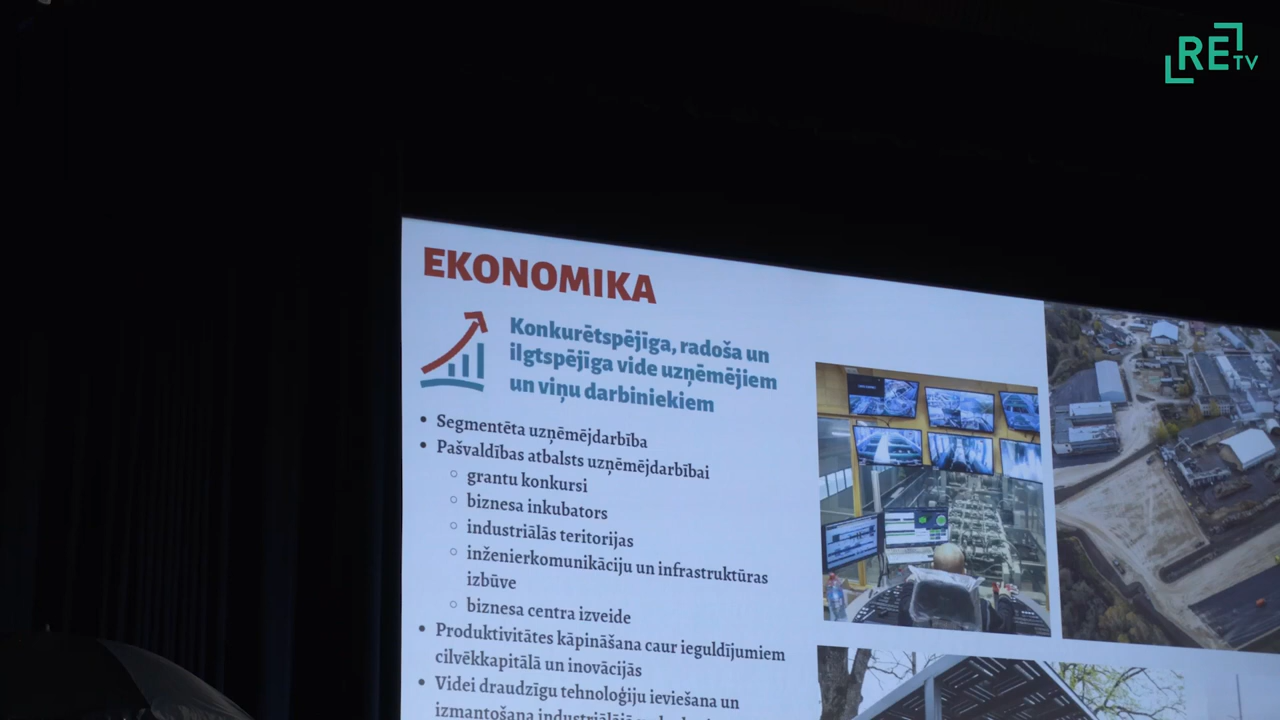 RE TV
EKONOMIKA
Konkurētspējīga, radoša un
ilgtspējīga vide uzņēmējiem
un viņu darbiniekiem
• Segmentēta uzņēmējdarbība
• Pašvaldības atbalsts uzņēmējdarbībai
○ grantu konkursi
○ biznesa inkubators
○ industriālās teritorijas
○ inženierkomunikāciju un infrastruktūras
izbūve
○ biznesa centra izveide
• Produktivitātes kāpināšana caur ieguldījumiem
cilvēkkapitālā un inovācijās
• Videi draudzīgu tehnoloģiju ieviešana un
izmantošana